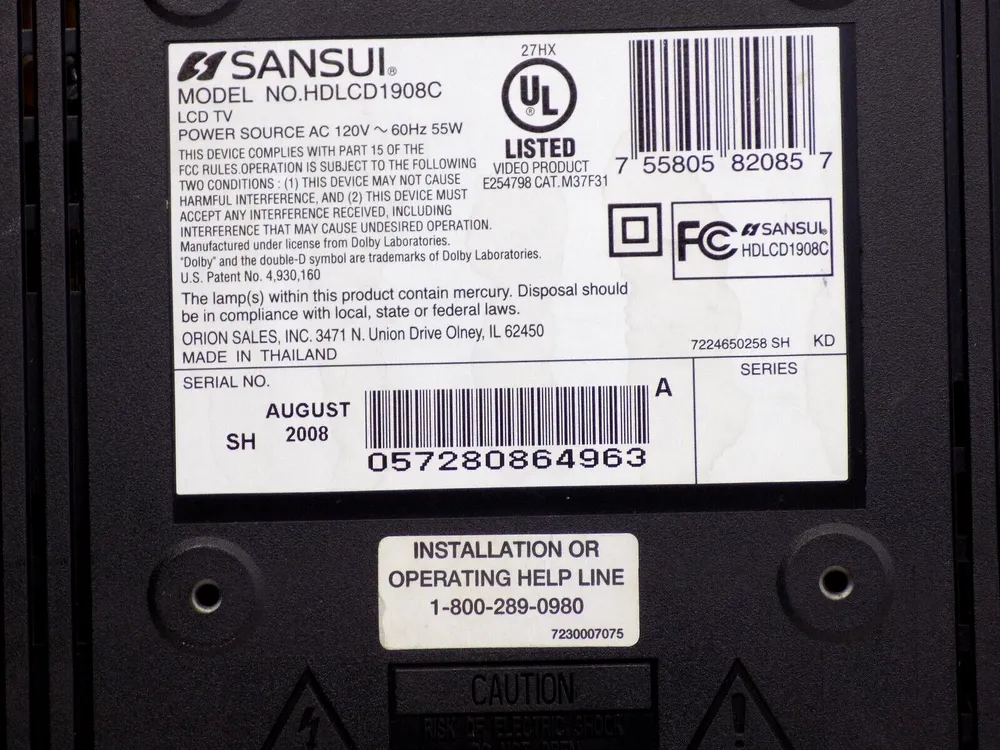 SANSUI®
MODEL NO.HDLCD1908C
LCD TV
POWER SOURCE AC 120V ~ 60Hz 55W
THIS DEVICE COMPLIES WITH PART 15 OF THE
FCC RULES.OPERATION IS SUBJECT TO THE FOLLOWING
TWO CONDITIONS : (1) THIS DEVICE MAY NOT CAUSE
HARMFUL INTERFERENCE, AND (2) THIS DEVICE MUST
ACCEPT ANY INTERFERENCE RECEIVED, INCLUDING
INTERFERENCE THAT MAY CAUSE UNDESIRED OPERATION.
Manufactured under license from Dolby Laboratories.
"Dolby" and the double-D symbol are trademarks of Dolby Laboratories.
U.S. Patent No. 4,930,160
27HX
UL
®
LISTED
VIDEO PRODUCT
E254798 CAT.M37F31
7 55805 82085 7
FC SANSUI®
HDLCD1908C
The lamp(s) within this product contain mercury. Disposal should
be in compliance with local, state or federal laws.
ORION SALES, INC. 3471 N. Union Drive Olney, IL 62450
MADE IN THAILAND
7224650258 SH KD
SERIAL NO.
AUGUST
SH 2008
A
057280864963
SERIES
INSTALLATION OR
OPERATING HELP LINE
1-800-289-0980
7230007075
CAUTION
RISK OF ELECTRIC SHOCK
DO NOT OPEN